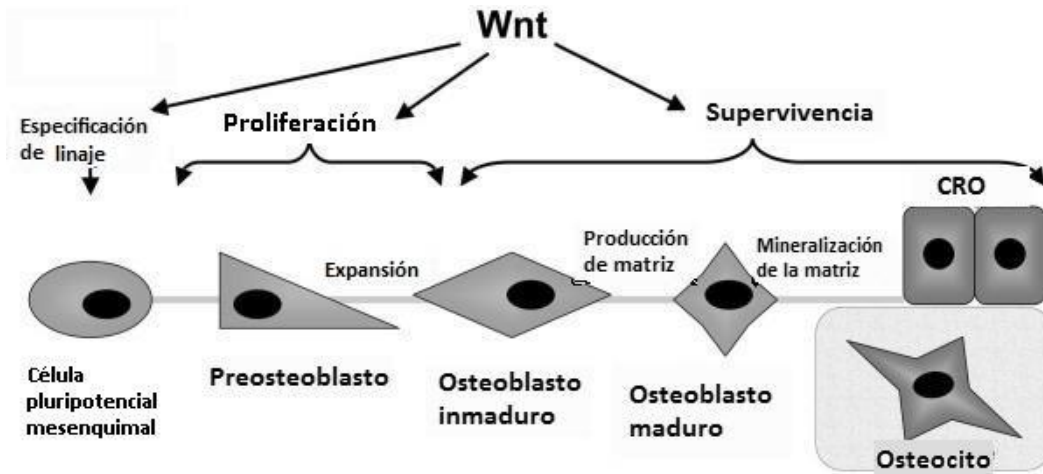 Wnt
Especificación
de linaje
Proliferación
Supervivencia
CRO
Expansión
Producción
de matriz
Mineralización
de la matriz
Célula
pluripotencial
mesenquimal
Preosteoblasto
Osteoblasto
inmaduro
Osteoblasto
maduro
Osteocito